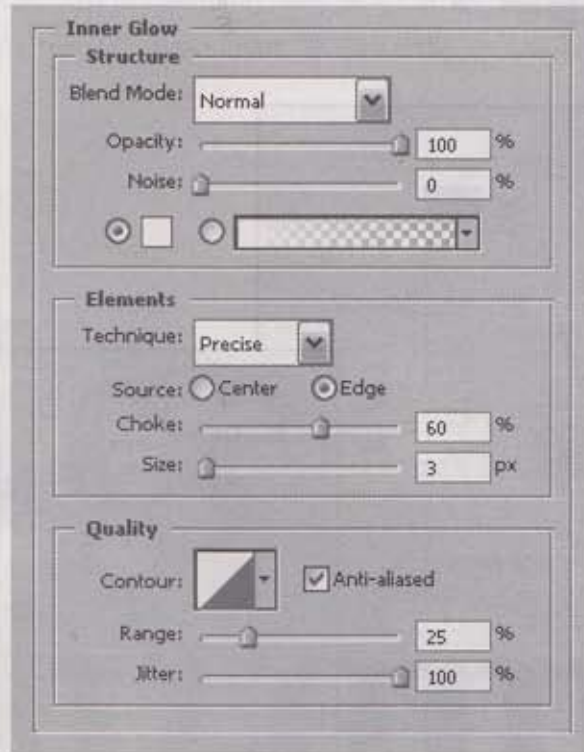 Inner Glow
Structure
Blend Mode: Normal
Opacity: 100 %
Noise: 0 %
Elements
Technique: Precise
Source: Center Edge
Choke: 60 %
Size: 3 px
Quality
Contour: Anti-aliased
Range: 25 %
Jitter: 100 %